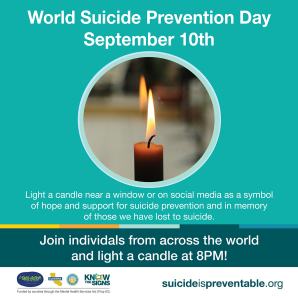 World Suicide Prevention Day
September 10th
Light a candle near a window or on social media as a symbol
of hope and support for suicide prevention and in memory
of those we have lost to suicide.
Join individals from across the world
and light a candle at 8PM!
KNOW
THE SIGNS
suicideispreventable.org
Funded by counties through the Mental Health Services Act (Prop 63)